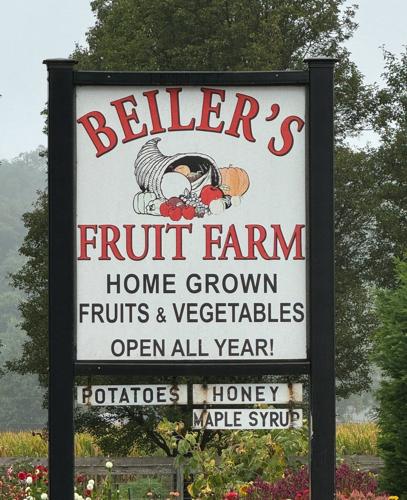 BEILER'S
FRUIT FARM
HOME GROWN
FRUITS & VEGETABLES
OPEN ALL YEAR!
POTATOES HONEY
MAPLE SYRUP